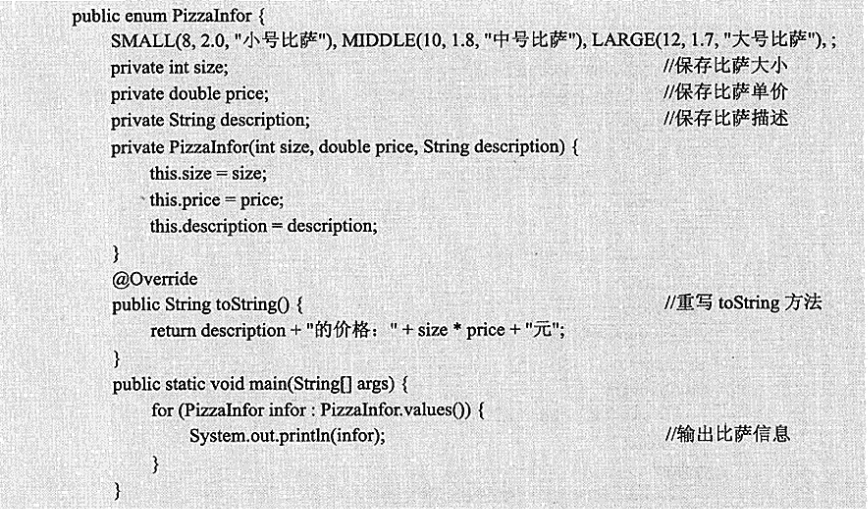 public enum PizzaInfor {
SMALL(8, 2.0, "小号比萨"), MIDDLE(10, 1.8, "中号比萨"), LARGE(12, 1.7, "大号比萨"), ;
private int size; //保存比萨大小
private double price; //保存比萨单价
private String description; //保存比萨描述
private PizzaInfor(int size, double price, String description) {
this.size = size;
this.price = price;
this.description = description;
}
@Override
public String toString() { //重写 toString 方法
return description + "的价格：" + size * price + "元";
}
public static void main(String[] args) {
for (PizzaInfor infor : PizzaInfor.values()) {
System.out.println(infor); //输出比萨信息
}
}